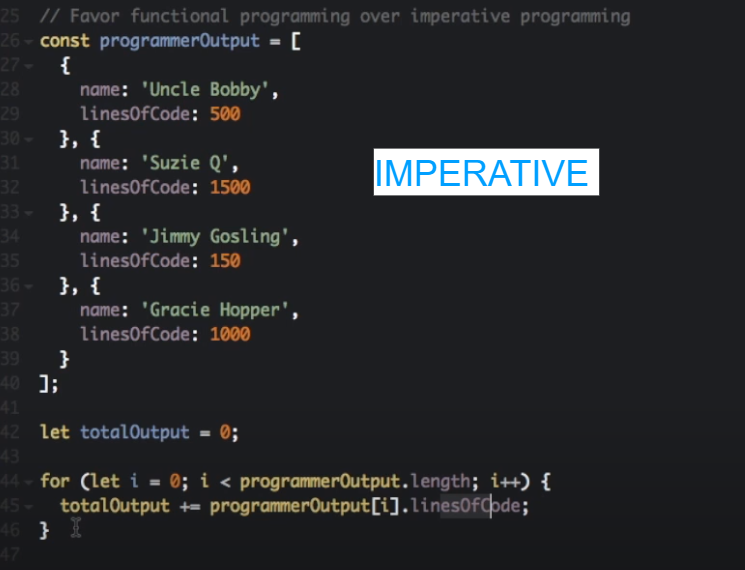 25 // Favor functional programming over imperative programming
26 const programmerOutput = [
27 {
28 name: 'Uncle Bobby',
29 linesOfCode: 500
30 }, {
31 name: 'Suzie Q',
IMPERATIVE
32 linesOfCode: 1500
33 }, {
34 name: 'Jimmy Gosling',
35 linesOfCode: 150
36 }, {
37 name: 'Gracie Hopper',
38 linesOfCode: 1000
39 }
40 ];
41
42 let totalOutput = 0;
43
44 for (let i = 0; i < programmerOutput.length; i++) {
45 totalOutput += programmerOutput[i].linesOfCode;
46 }
47